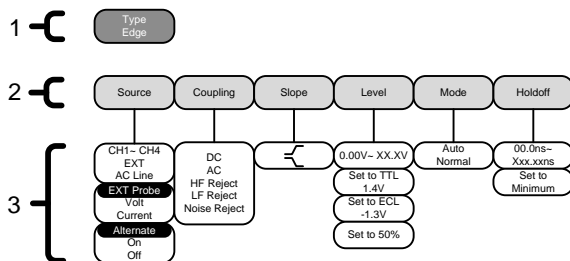 1
Type
Edge
2
Source
Coupling
Slope
Level
Mode
Holdoff
3
CH1~ CH4
EXT
AC Line
EXT Probe
Volt
Current
Alternate
On
Off
DC
AC
HF Reject
LF Reject
Noise Reject
0.00V~ XX.XV
Set to TTL
1.4V
Set to ECL
-1.3V
Set to 50%
Auto
Normal
00.0ns~
Xxx.xxns
Set to
Minimum